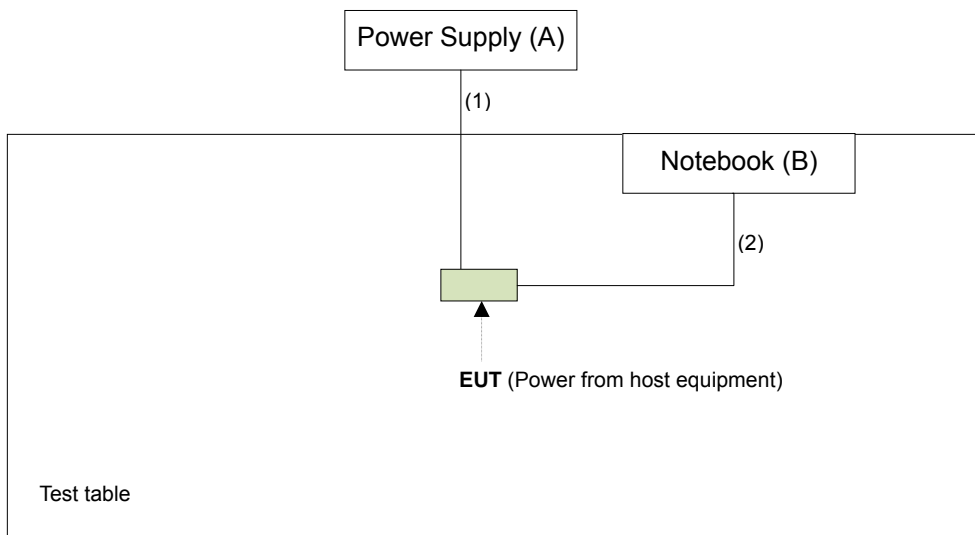 Power Supply (A)
(1)
Notebook (B)
(2)
EUT (Power from host equipment)
Test table